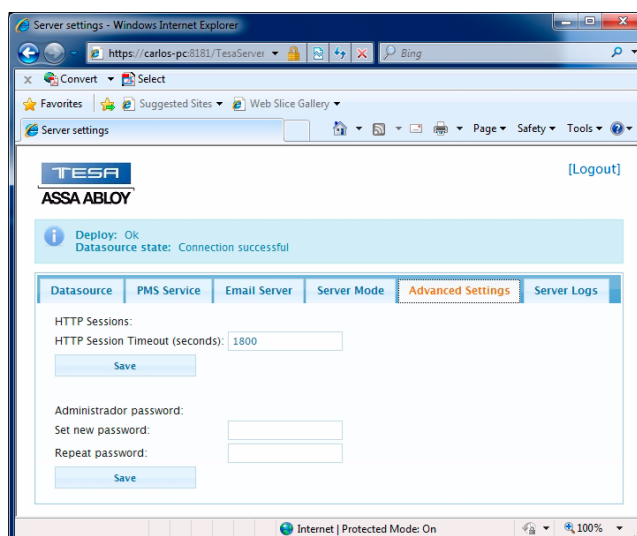 Server settings - Windows Internet Explorer
https://carlos-pc:8181/TesaServer
Bing
x Convert Select
Favorites Suggested Sites Web Slice Gallery
Server settings Page Safety Tools
TESA
ASSA ABLOY
[Logout]
Deploy: Ok
Datasource state: Connection successful
Datasource PMS Service Email Server Server Mode Advanced Settings Server Logs
HTTP Sessions:
HTTP Session Timeout (seconds): 1800
Save
Administrador password:
Set new password:
Repeat password:
Save
Internet | Protected Mode: On 100%